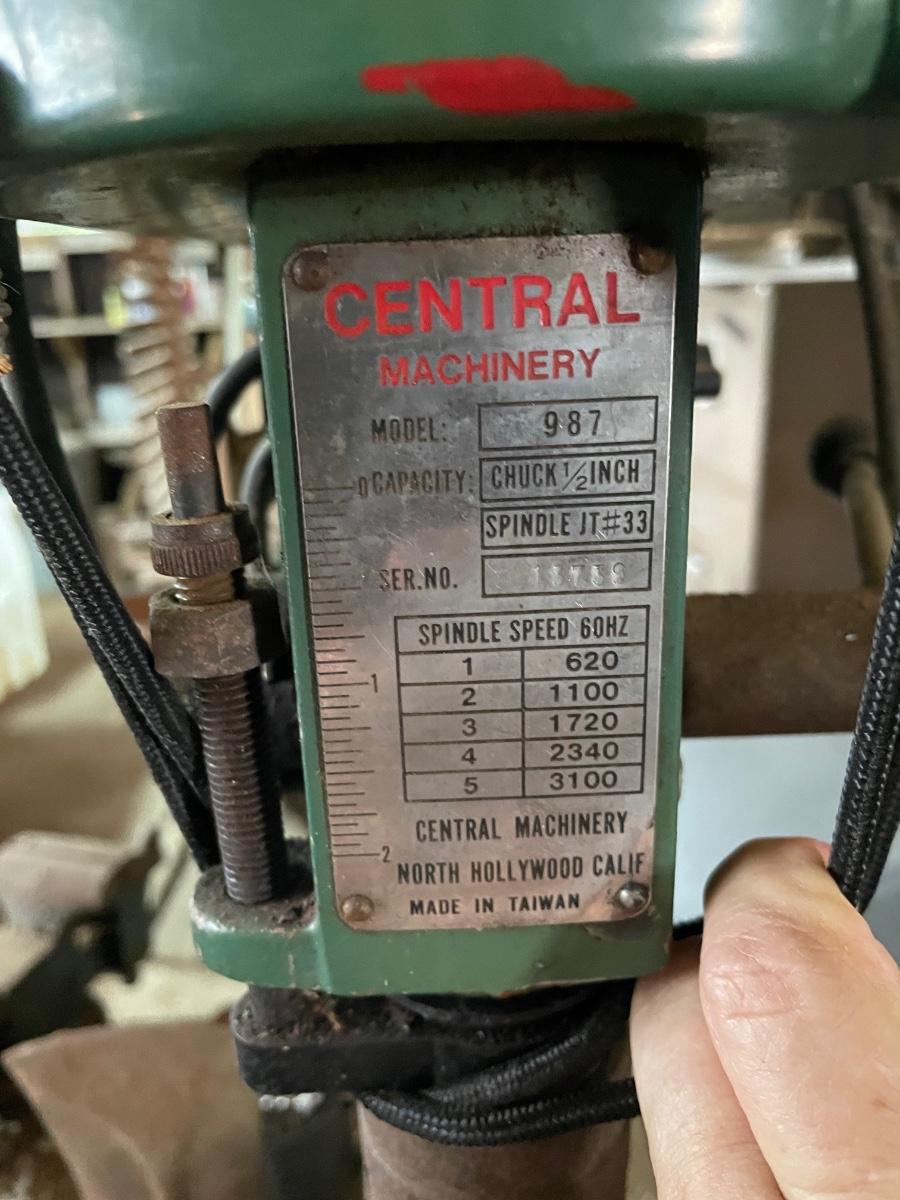 CENTRAL
MACHINERY
MODEL: 987
0 CAPACITY: CHUCK 1/2 INCH
SPINDLE JT#33
SER.NO.
SPINDLE SPEED 60HZ
1 620
1
2 1100
3 1720
4 2340
5 3100
CENTRAL MACHINERY
2
NORTH HOLLYWOOD CALIF
MADE IN TAIWAN